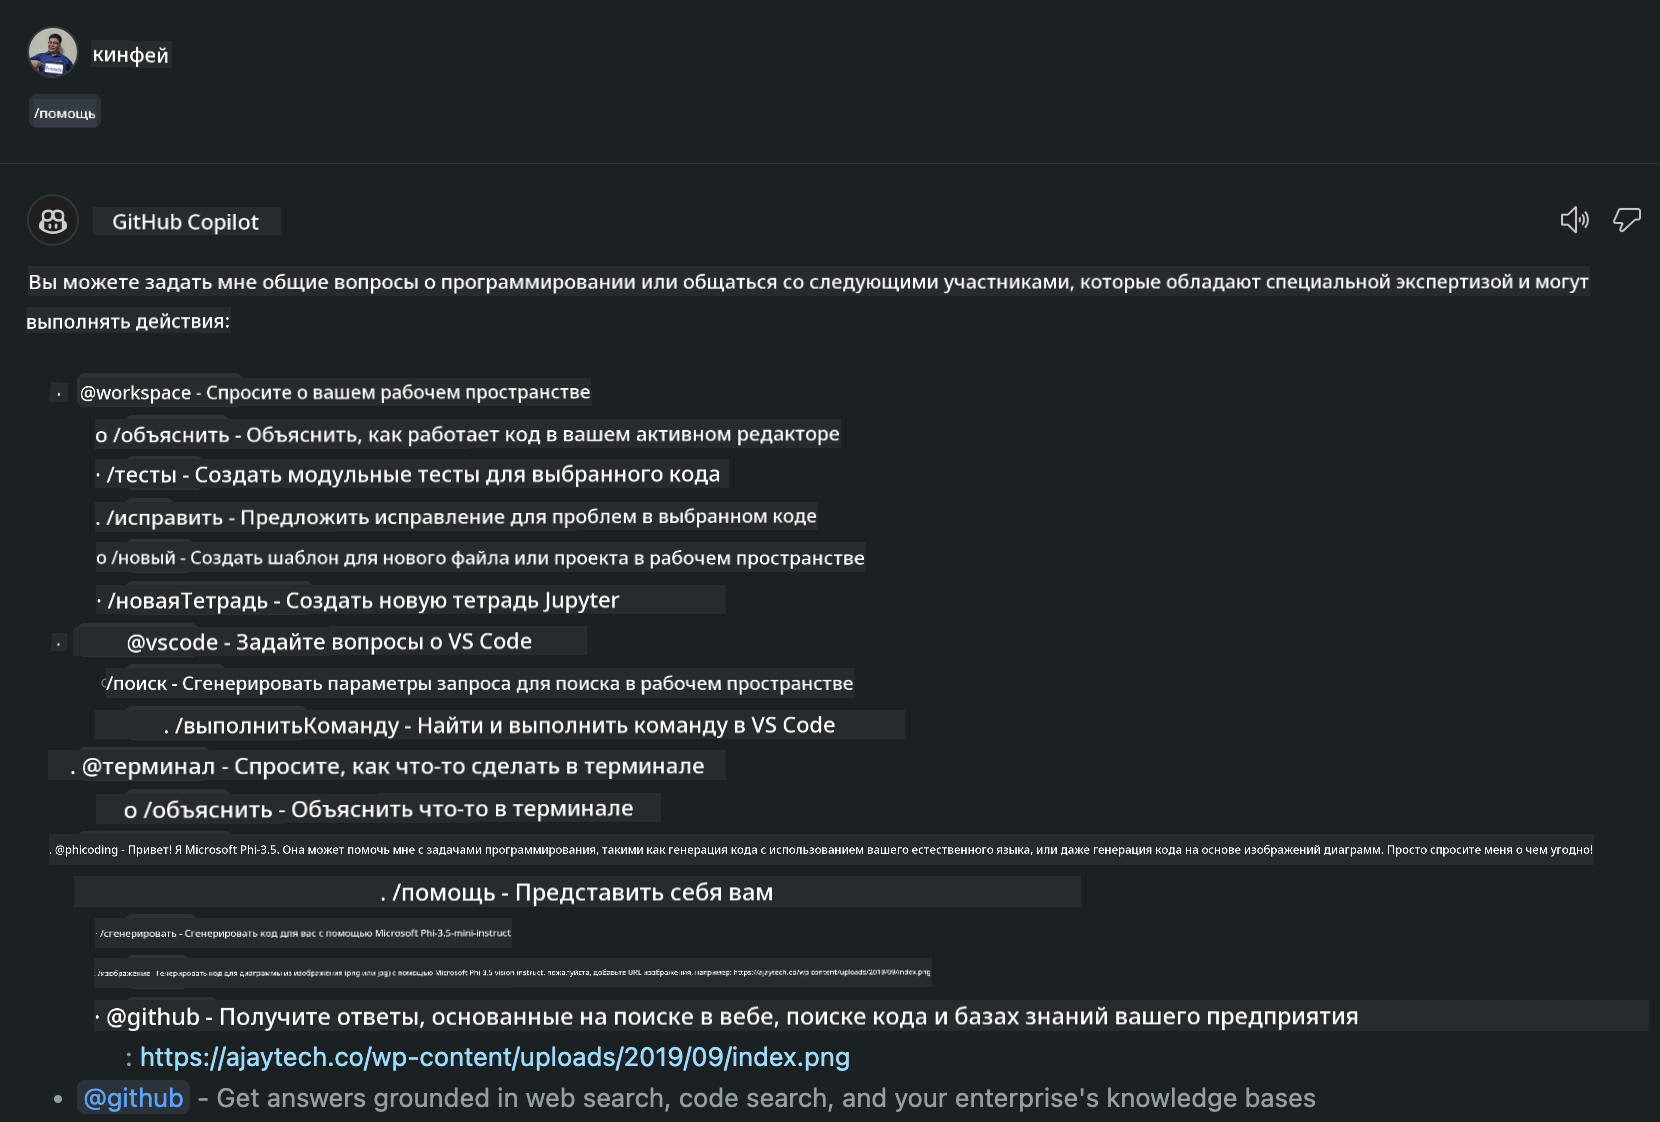 кинфей
/помощь
GitHub Copilot
Вы можете задать мне общие вопросы о программировании или общаться со следующими участниками, которые обладают специальной экспертизой и могут
выполнять действия:
· @workspace - Спросите о вашем рабочем пространстве
о /объяснить - Объяснить, как работает код в вашем активном редакторе
· /тесты - Создать модульные тесты для выбранного кода
. /исправить - Предложить исправление для проблем в выбранном коде
о /новый - Создать шаблон для нового файла или проекта в рабочем пространстве
· /новаяТетрадь - Создать новую тетрадь Jupyter
· @vscode - Задайте вопросы о VS Code
/поиск - Сгенерировать параметры запроса для поиска в рабочем пространстве
. /выполнитьКоманду - Найти и выполнить команду в VS Code
. @терминал - Спросите, как что-то сделать в терминале
о /объяснить - Объяснить что-то в терминале
. @phicoding - Привет! Я Microsoft Phi-3.5. Она может помочь мне с задачами программирования, такими как генерация кода с использованием вашего естественного языка, или даже генерация кода на основе изображений диаграмм. Просто спросите меня о чем угодно!
. /помощь - Представить себя вам
· /сгенерировать - Сгенерировать код для вас с помощью Microsoft Phi-3.5-mini-instruct
. /изображение Генерировать код для диаграммы из изображения (png или jpg) с помощью Microsoft Phi 3.5 vision instruct, пожалуйста, добавьте URL изображения, например: https://ajaytech.co/wp content/uploads/2019/09/index.png
· @github - Получите ответы, основанные на поиске в вебе, поиске кода и базах знаний вашего предприятия
: https://ajaytech.co/wp-content/uploads/2019/09/index.png
• @github - Get answers grounded in web search, code search, and your enterprise's knowledge bases